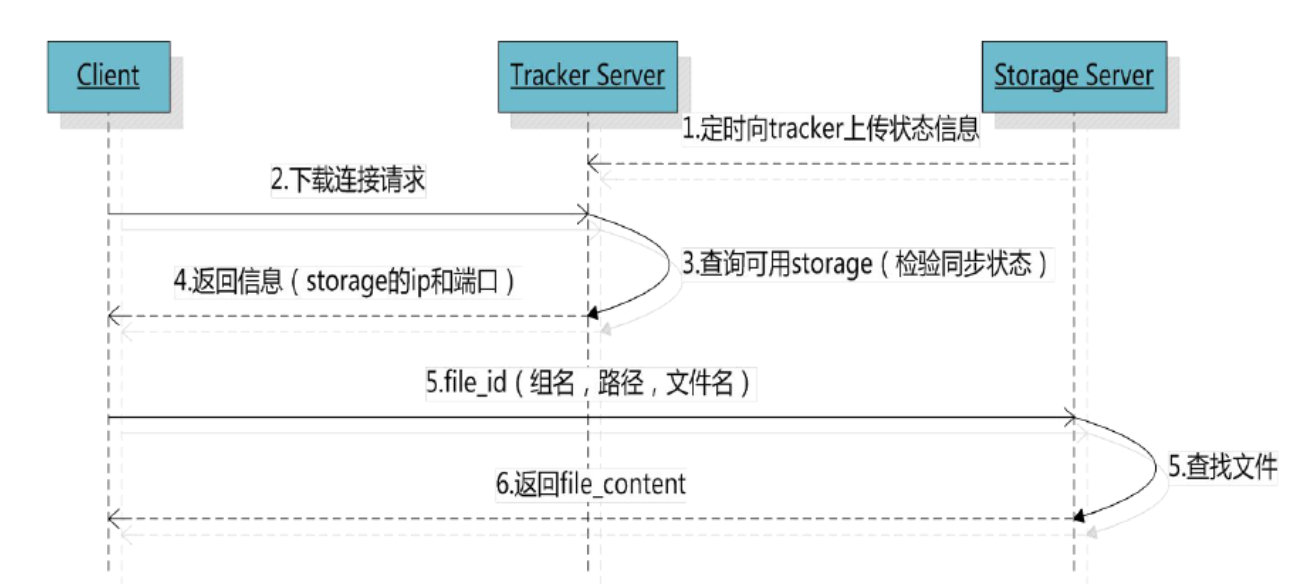 Client
Tracker Server
Storage Server
1.定时向tracker上传状态信息
2.下载连接请求
3.查询可用storage（检验同步状态）
4.返回信息（storage的ip和端口）
5.file_id（组名，路径，文件名）
5.查找文件
6.返回file_content